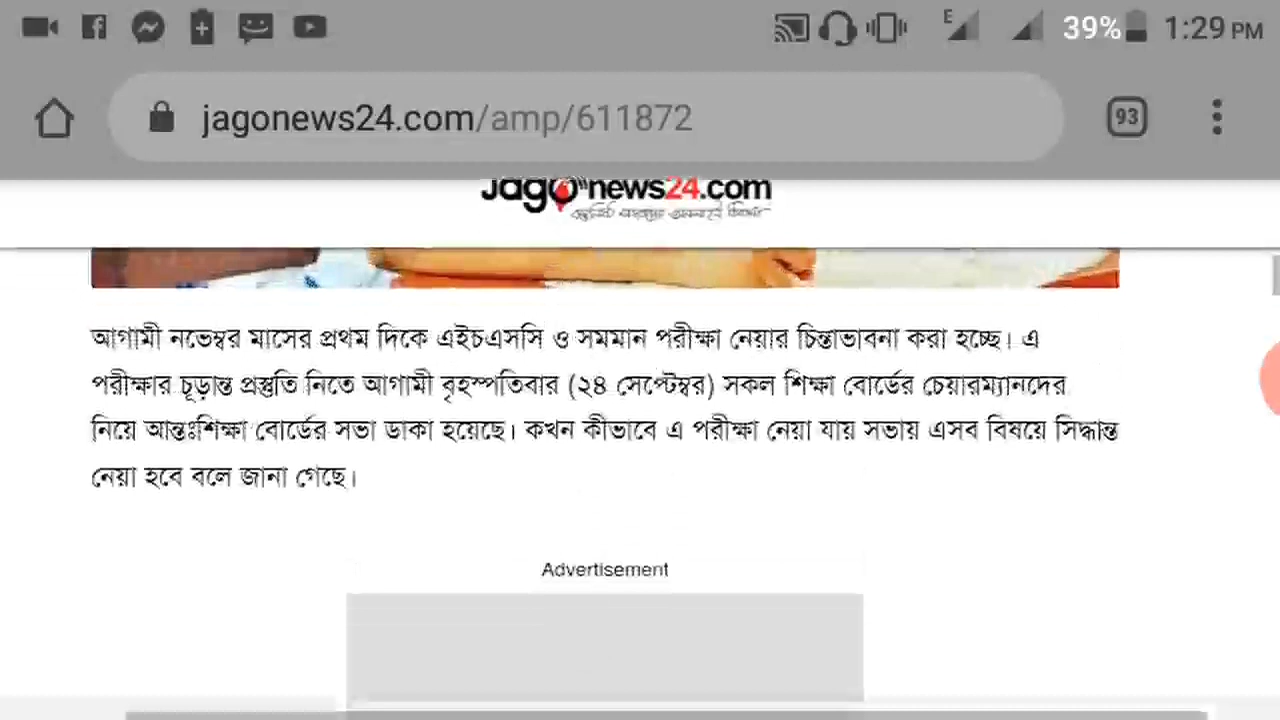 39% 1:29 PM
jagonews24.com/amp/611872
93
Jagonews24.com
আগামী নভেম্বর মাসের প্রথম দিকে এইচএসসি ও সমমান পরীক্ষা নেয়ার চিন্তাভাবনা করা হচ্ছে। এ
পরীক্ষার চূড়ান্ত প্রস্তুতি নিতে আগামী বৃহস্পতিবার (২৪ সেপ্টেম্বর) সকল শিক্ষা বোর্ডের চেয়ারম্যানদের
নিয়ে আন্তঃশিক্ষা বোর্ডের সভা ডাকা হয়েছে। কখন কীভাবে এ পরীক্ষা নেয়া যায় সভায় এসব বিষয়ে সিদ্ধান্ত
নেয়া হবে বলে জানা গেছে।
Advertisement